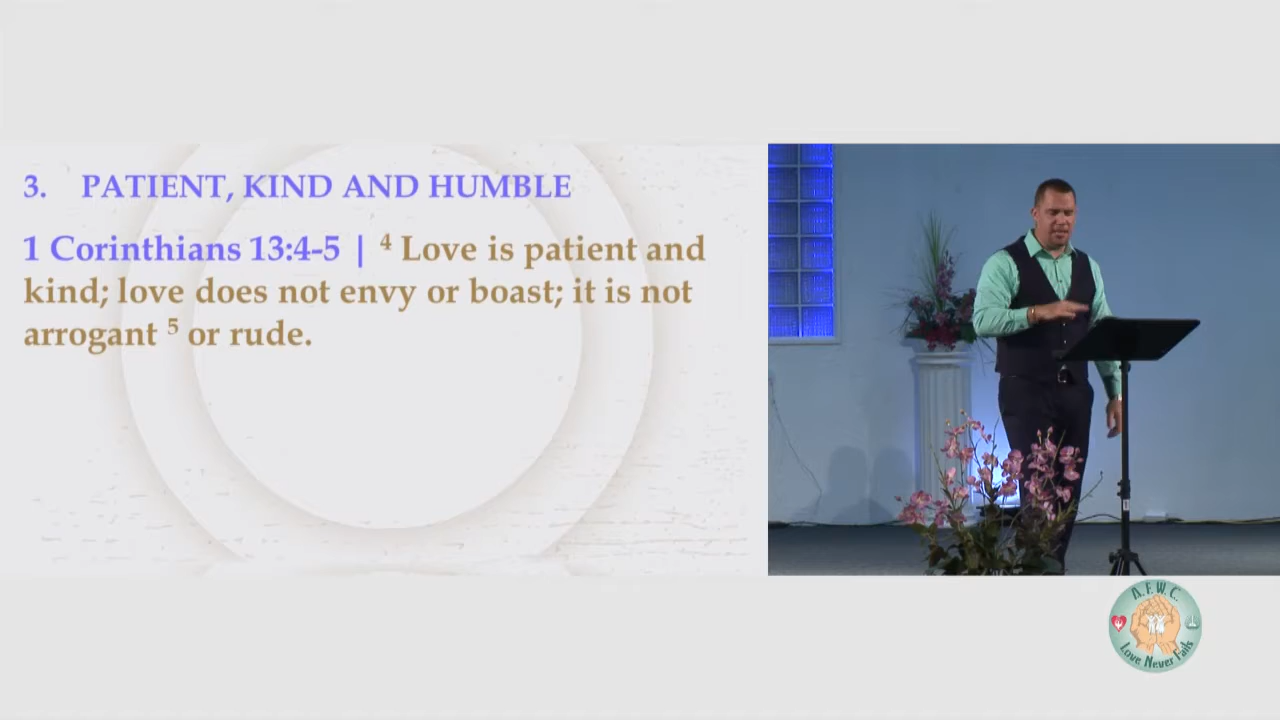 3. PATIENT, KIND AND HUMBLE
1 Corinthians 13:4-5 | ⁴ Love is patient and
kind; love does not envy or boast; it is not
arrogant ⁵ or rude.
A.F.W.C.
Love Never Fails